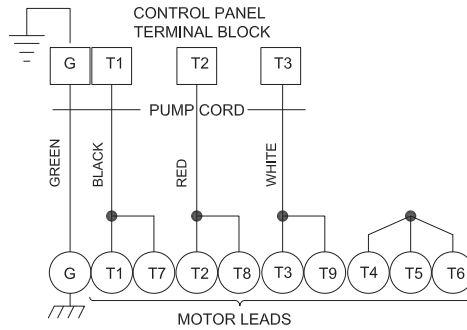 CONTROL PANEL
TERMINAL BLOCK
G T1 T2 T3
PUMP CORD
GREEN
BLACK
RED
WHITE
G T1 T7 T2 T8 T3 T9 T4 T5 T6
MOTOR LEADS